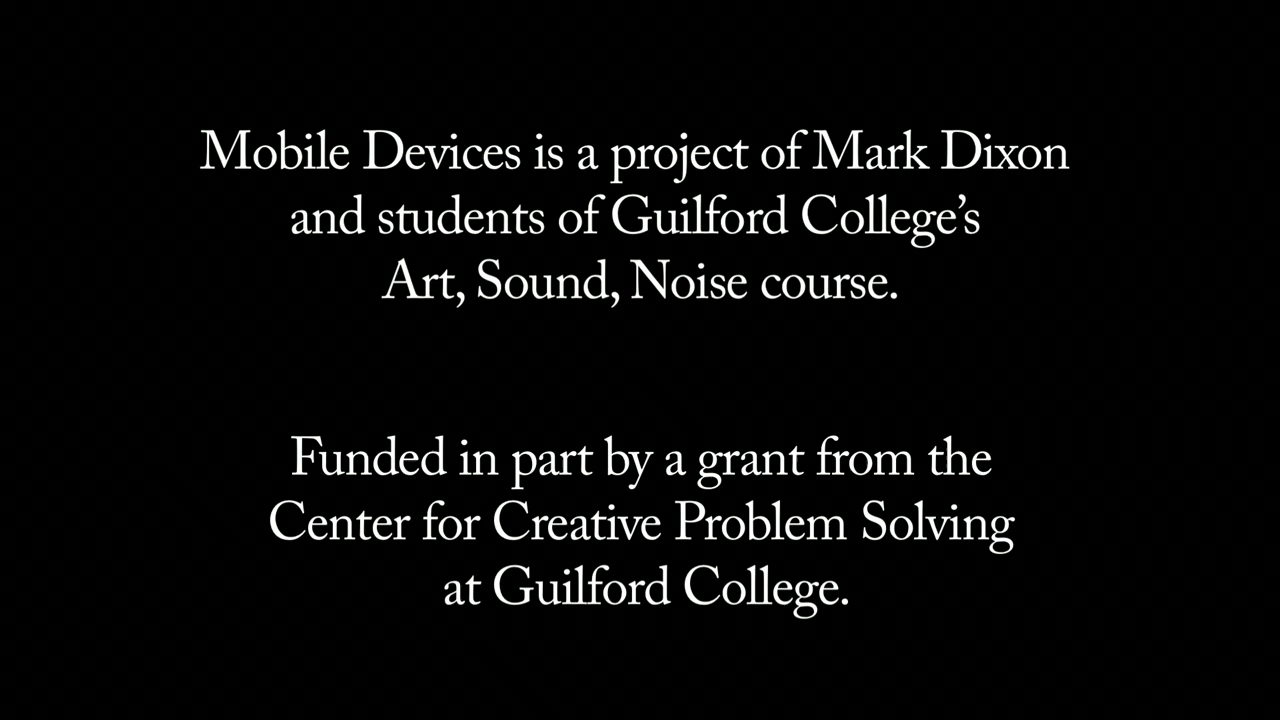 Mobile Devices is a project of Mark Dixon
and students of Guilford College’s
Art, Sound, Noise course.
Funded in part by a grant from the
Center for Creative Problem Solving
at Guilford College.